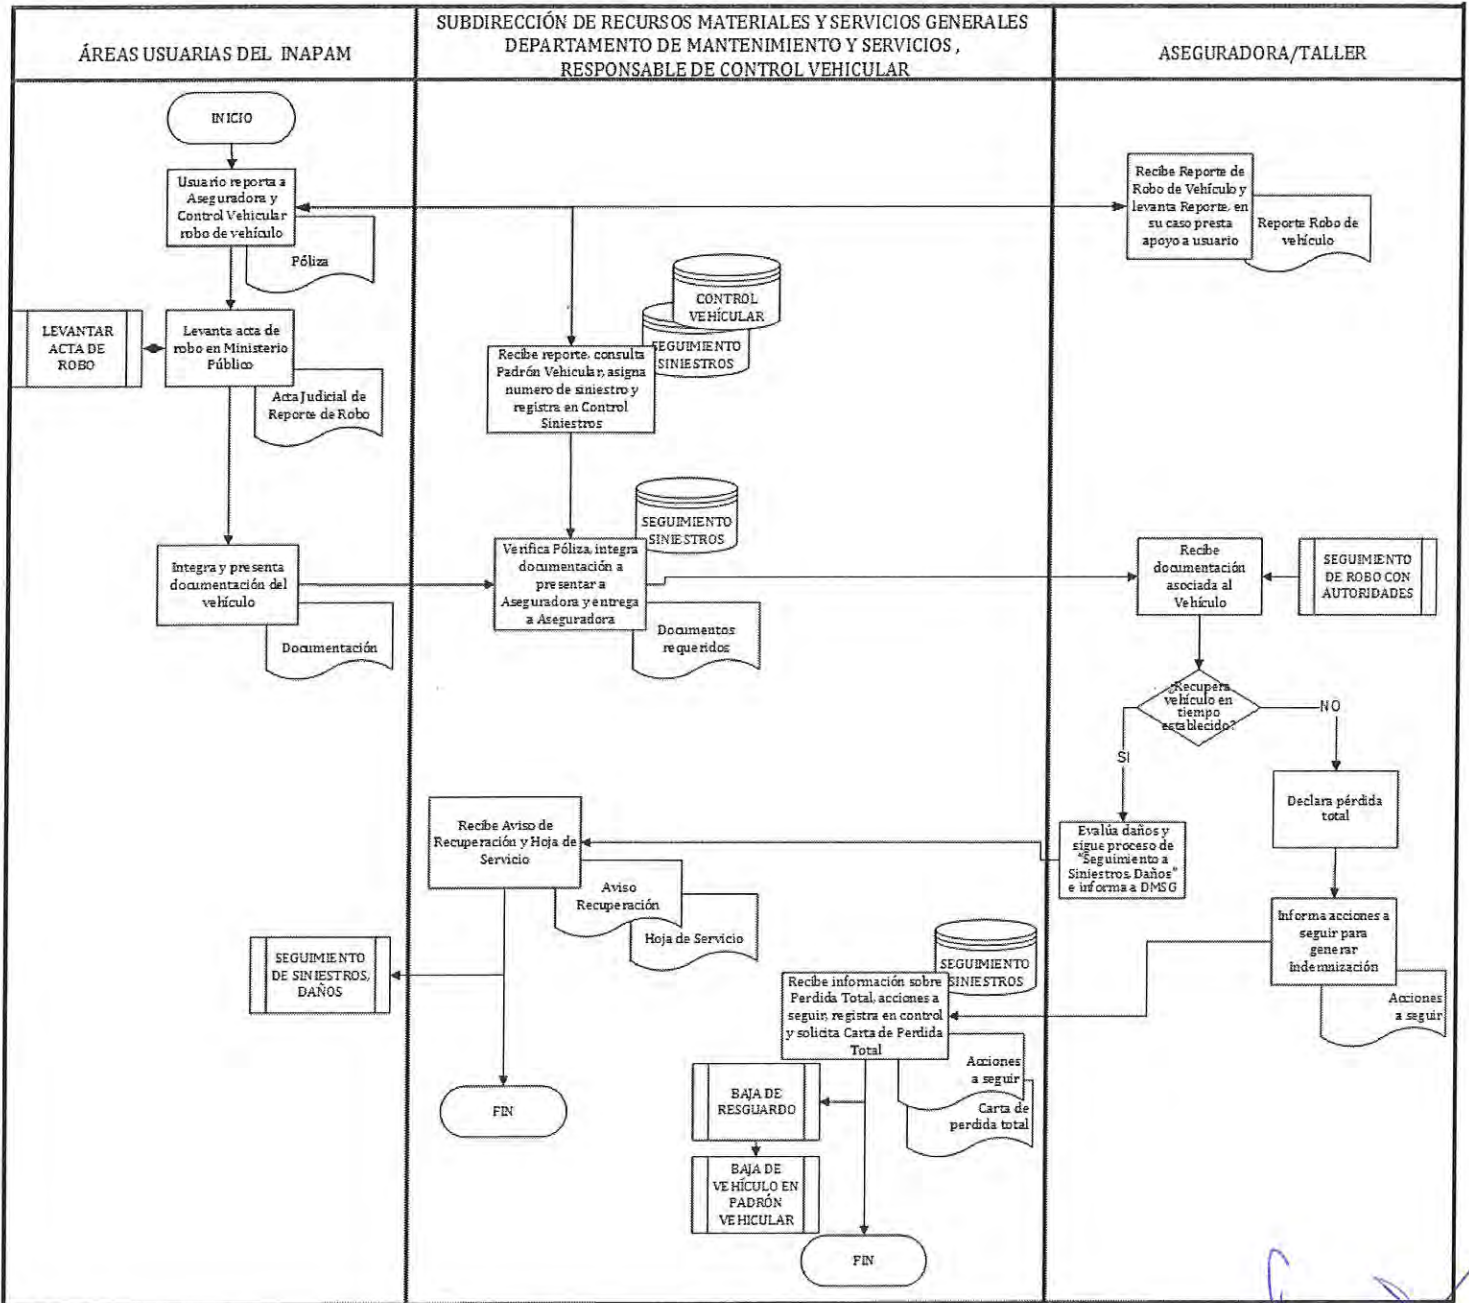 ÁREAS USUARIAS DEL INAPAM
SUBDIRECCIÓN DE RECURSOS MATERIALES Y SERVICIOS GENERALES
DEPARTAMENTO DE MANTENIMIENTO Y SERVICIOS ,
RESPONSABLE DE CONTROL VEHICULAR
ASEGURADORA/TALLER
INICIO
Usuario reporta a
Aseguradora y
Control Vehicular
robo de vehículo
Póliza
Recibe Reporte de
Robo de Vehículo y
levanta Reporte, en
su caso presta
apoyo a usuario
Reporte Robo de
vehículo
CONTROL
VEHÍCULAR
SEGUIMIENTO
SINIESTROS
LEVANTAR
ACTA DE
ROBO
Levanta acta de
robo en Ministerio
Público
Acta Judicial de
Reporte de Robo
Recibe reporte, consulta
Padrón Vehicular, asigna
numero de siniestro y
registra en Control
Siniestros
SEGUIMIENTO
SINIESTROS
Integra y presenta
documentación del
vehículo
Documentación
Verifica Póliza, integra
documentación a
presentar a
Aseguradora y entrega
a Aseguradora
Documentos
requeridos
Recibe
documentación
asociada al
Vehículo
SEGUIMIENTO
DE ROBO CON
AUTORIDADES
¿Recupera
vehículo en
tiempo
establecido?
NO
SI
Declara pérdida
total
Evalúa daños y
sigue proceso de
"Seguimiento a
Siniestros, Daños"
e informa a DMSG
Recibe Aviso de
Recuperación y Hoja de
Servicio
Aviso
Recuperación
Hoja de Servicio
Informa acciones a
seguir para
generar
Indemnización
Acciones
a seguir
SEGUIMIENTO
DE SINIESTROS,
DAÑOS
SEGUIMIENTO
SINIESTROS
Recibe información sobre
Perdida Total, acciones a
seguir, registra en control
y solicita Carta de Perdida
Total
Acciones
a seguir
Carta de
perdida total
FIN
BAJA DE
RESGUARDO
BAJA DE
VEHÍCULO EN
PADRÓN
VEHICULAR
FIN